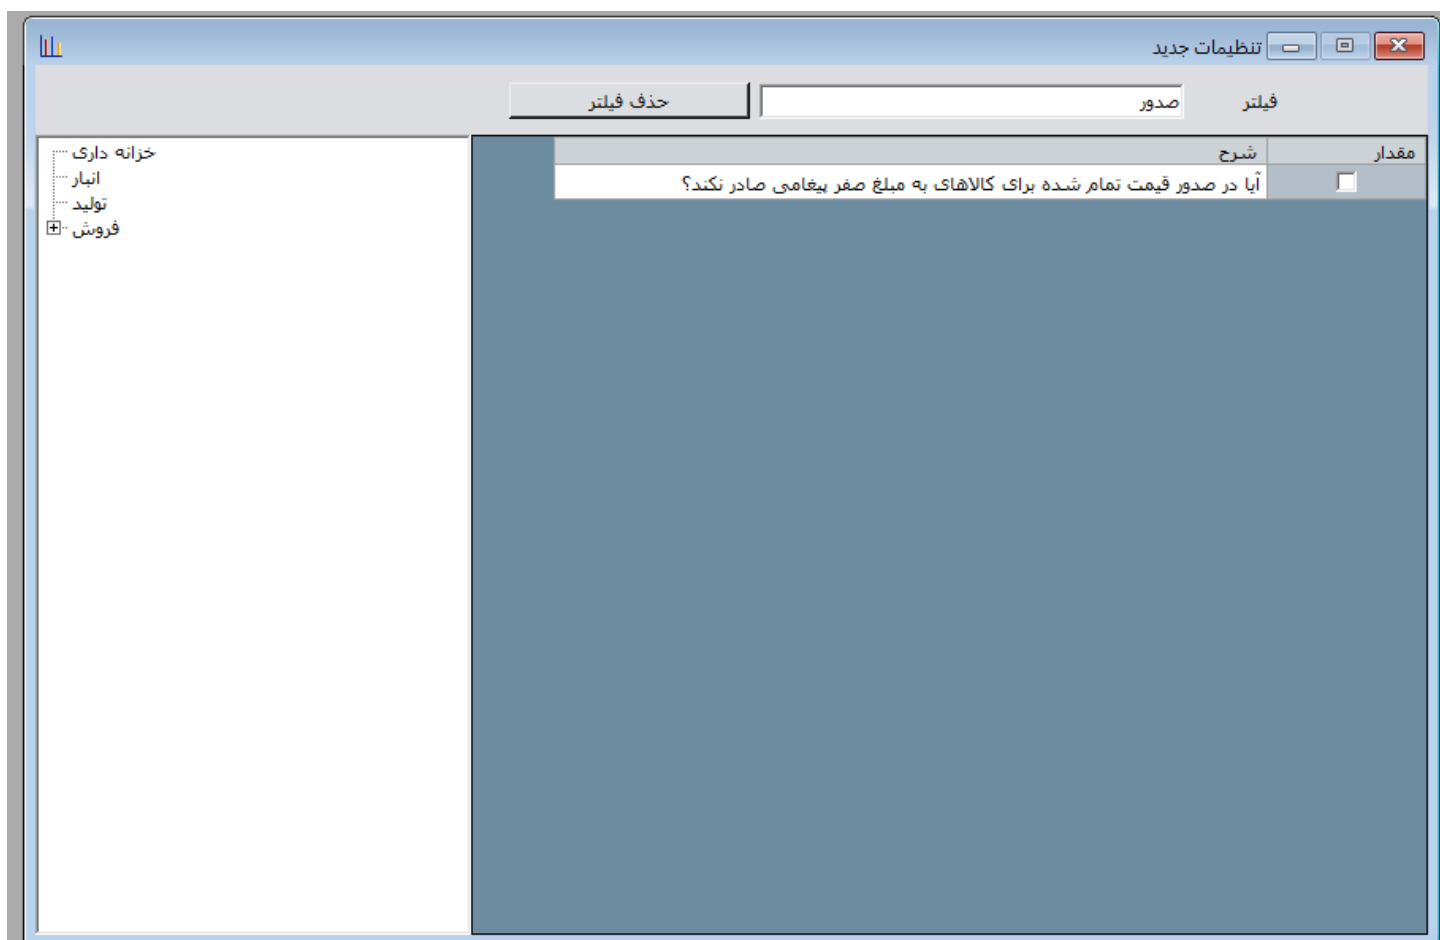 تنظیمات جدید
فیلتر صدور حذف فیلتر
مقدار شرح
آیا در صدور قیمت تمام شده برای کالاهای به مبلغ صفر پیغامی صادر نکند؟
خزانه داری
انبار
تولید
فروش